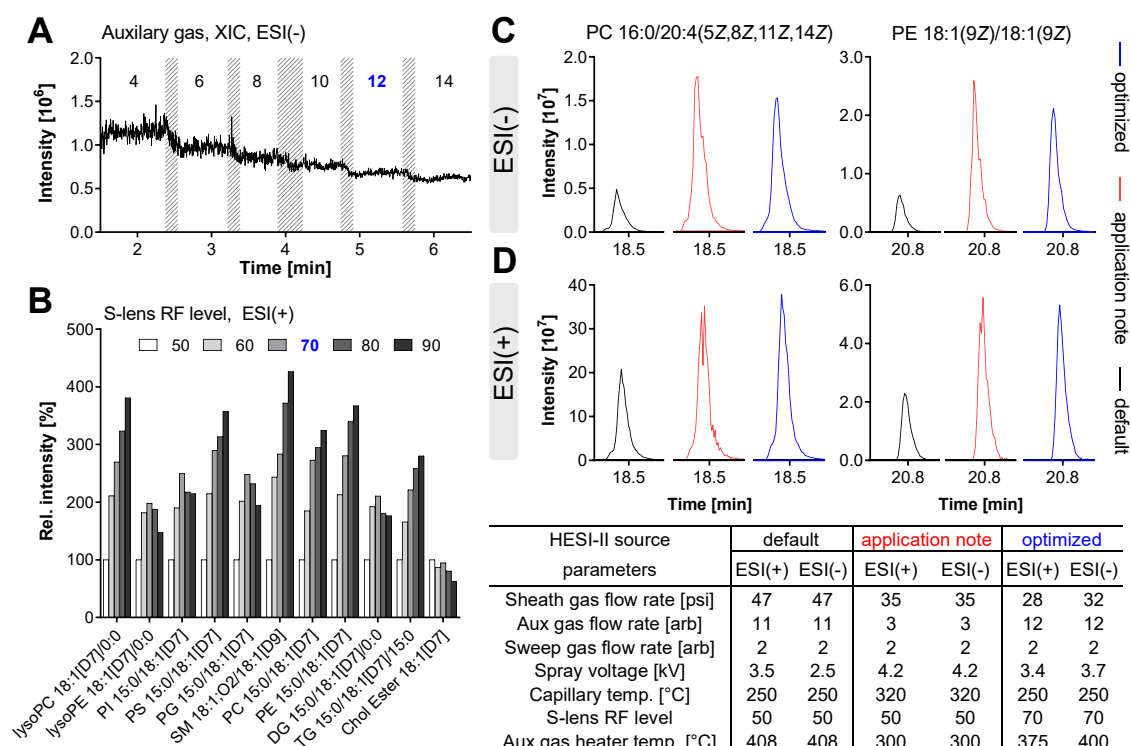 A
Auxilary gas, XIC, ESI(-)
Intensity [10⁶]
2.0
1.5
1.0
0.5
0.0
4 6 8 10 12 14
2 3 4 5 6
Time [min]
B
S-lens RF level, ESI(+)
50 60 70 80 90
Rel. intensity [%]
500
400
300
200
100
0
lysoPC 18:1[D7]/0:0
lysoPE 18:1[D7]/0:0
PI 15:0/18:1[D7]
PS 15:0/18:1[D7]
PG 15:0/18:1[D7]
SM 18:1;O2/18:1[D9]
PC 15:0/18:1[D7]
PE 15:0/18:1[D7]
DG 15:0/18:1[D7]/0:0
TG 15:0/18:1[D7]/15:0
Chol Ester 18:1[D7]
C
PC 16:0/20:4(5Z,8Z,11Z,14Z) PE 18:1(9Z)/18:1(9Z)
ESI(-)
Intensity [10⁷]
2.0
1.5
1.0
0.5
0.0
18.5 18.5 18.5
3.0
2.0
1.0
0.0
20.8 20.8 20.8
D
ESI(+)
Intensity [10⁷]
40
30
20
10
0
18.5 18.5 18.5
Time [min]
6.0
4.0
2.0
0.0
20.8 20.8 20.8
Time [min]
optimized
application note
default
HESI-II source default application note optimized
parameters ESI(+) ESI(-) ESI(+) ESI(-) ESI(+) ESI(-)
Sheath gas flow rate [psi] 47 47 35 35 28 32
Aux gas flow rate [arb] 11 11 3 3 12 12
Sweep gas flow rate [arb] 2 2 2 2 2 2
Spray voltage [kV] 3.5 2.5 4.2 4.2 3.4 3.7
Capillary temp. [°C] 250 250 320 320 250 250
S-lens RF level 50 50 50 50 70 70
Aux gas heater temp. [°C] 408 408 300 300 375 400